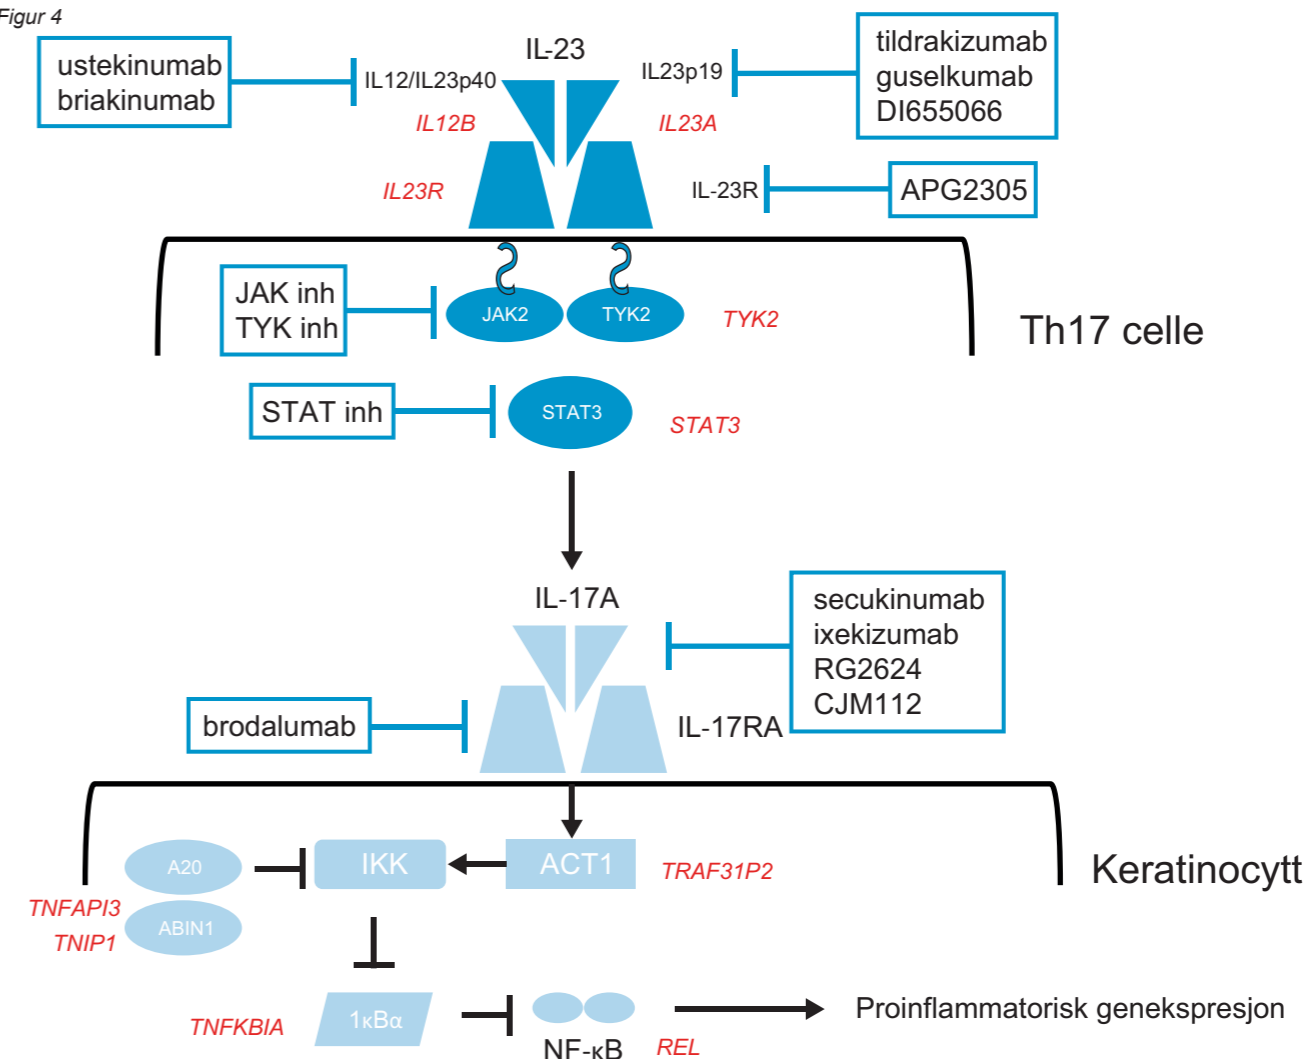 Figur 4
ustekinumab
briakinumab
IL12/IL23p40
IL-23
IL23p19
tildrakizumab
guselkumab
DI655066
IL12B
IL23A
IL23R
IL-23R
APG2305
JAK inh
TYK inh
JAK2
TYK2
TYK2
Th17 celle
STAT inh
STAT3
STAT3
IL-17A
secukinumab
ixekizumab
RG2624
CJM112
brodalumab
IL-17RA
A20
IKK
ACT1
TRAF31P2
Keratinocytt
TNFAPI3
ABIN1
TNIP1
TNFKBIA
1κBα
NF-κB
REL
Proinflammatorisk genekspresjon